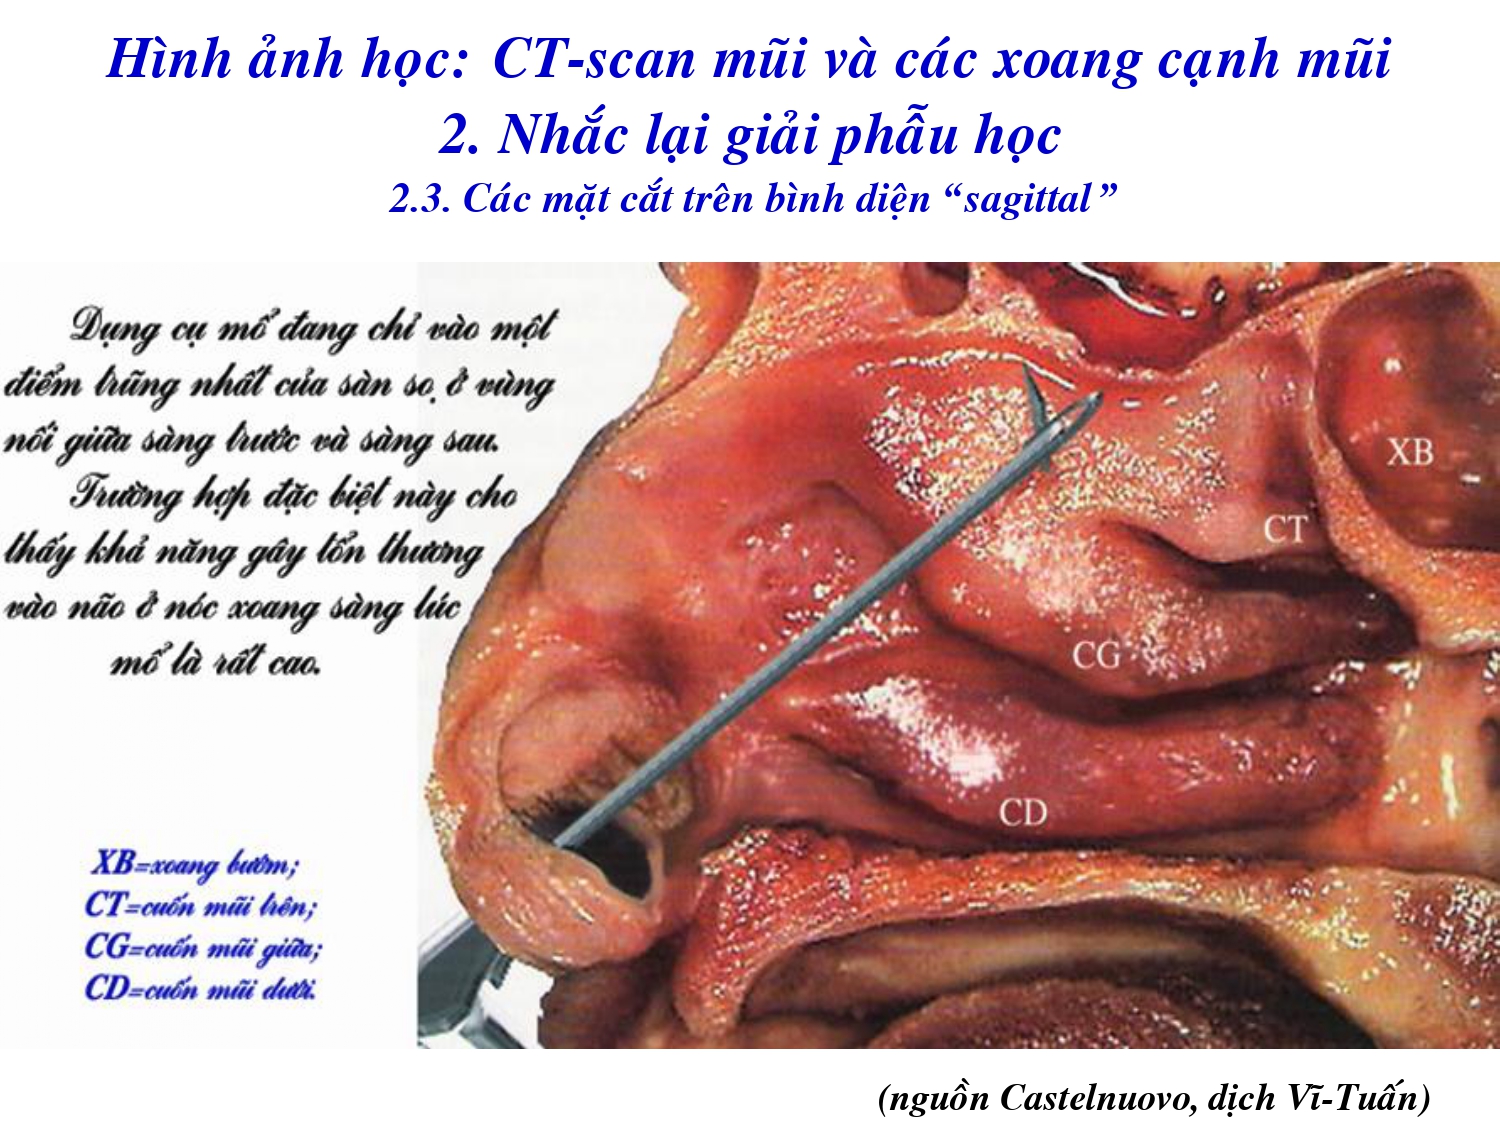 Hình ảnh học: CT-scan mũi và các xoang cạnh mũi
2. Nhắc lại giải phẫu học
2.3. Các mặt cắt trên bình diện “sagittal”
Dụng cụ mổ đang chỉ vào một
điểm trũng nhất của sàn sọ ở vùng
nối giữa sàng trước và sàng sau.
Trường hợp đặc biệt này cho
thấy khả năng gây tổn thương
vào não ở nóc xoang sàng lúc
mổ là rất cao.
XB
CT
CG
CD
XB=xoang bướm;
CT=cuốn mũi trên;
CG=cuốn mũi giữa;
CD=cuốn mũi dưới.
(nguồn Castelnuovo, dịch Vĩ-Tuấn)